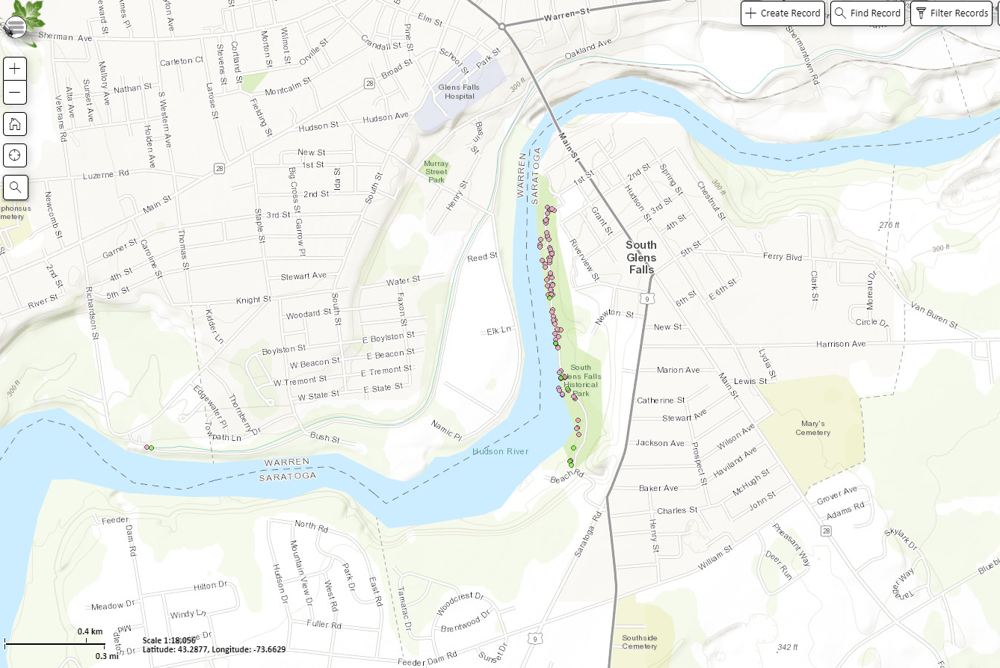 Create Record
Find Record
Filter Records
Warren St
Elm St
Sherman Ave
Crandall St
Pine St
Orville St
Wilmot St
Morton St
Cortland St
Stevens St
Carleton Ct
Mallory Ave
Sunset Ave
Alta Ave
Veterans Rd
Nathan St
S Western Ave
Holden Ave
Larose St
Montcalm St
Fielding St
Broad St
School St
Park St
28
Glens Falls
Hospital
300 ft
Oakland Ave
Shermantown Rd
Hudson Ave
Hudson St
Main St
WARREN
SARATOGA
Murray
Street
Park
Henry St
New St
1st St
2nd St
3rd St
Ida St
South St
Big Cross St
Garrow Pl
Staple St
28
Luzerne Rd
Main St
Newcomb St
Garner St
4th St
5th St
Caroline St
Thomas St
2nd St
River St
Richardson St
Stewart Ave
Knight St
Water St
Faxon St
South St
Woodard St
Kidder Ln
Boylston St
E Boylston St
W Beacon St
E Beacon St
W Tremont St
E Tremont St
W State St
E State St
Edgewater Pl
Thornberry Dr
Towpath Ln
Bush St
Reed St
Elk Ln
Namic Pl
300 ft
1st St
2nd St
Hudson St
3rd St
4th St
5th St
Spring St
Chestnut St
Grant St
Riverview St
300 ft
276 ft
300 ft
South
Glens
Falls
Ferry Blvd
Clark St
Moreau Dr
Circle Dr
Van Buren St
6th St
E 6th St
9
Newton St
New St
Harrison Ave
Lydia St
Lewis St
Main St
Marion Ave
Catherine St
Stewart Ave
Jackson Ave
Prospect St
Wilson Ave
Haviland Ave
McHugh St
John St
Baker Ave
Charles St
Henry St
William St
South
Glens Falls
Historical
Park
Mary's
Cemetery
Hudson River
Beach Rd
WARREN
SARATOGA
Saratoga Rd
Grover Ave
Adams Rd
28
Pheasant Way
Deer Run
Skylark Dr
Feeder
Dam Rd
North Rd
Mountain View Dr
Hudson Dr
West Rd
Park Dr
East Rd
Fuller Rd
Hilton Dr
Meadow Dr
Windy Ln
Tamarac Dr
Woodcrest Dr
Brentwood Dr
Sunset Dr
Feeder Dam Rd
9
Southside
Cemetery
342 ft
0.4 km
0.3 mi
Scale 1:18,056
Latitude: 43.2877, Longitude: -73.6629